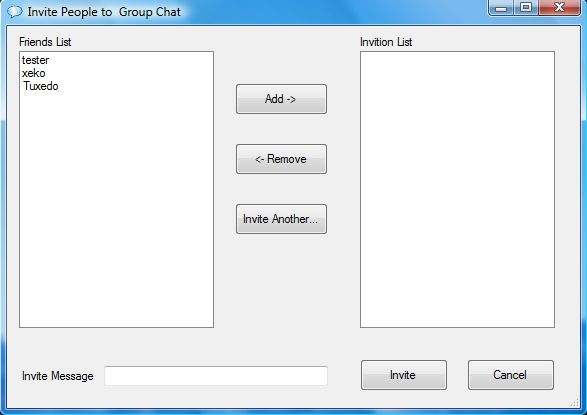 Invite People to  Group Chat
Friends List
Invition List
tester
xeko
Tuxedo
Add ->
<- Remove
Invite Another...
Invite Message
Invite
Cancel